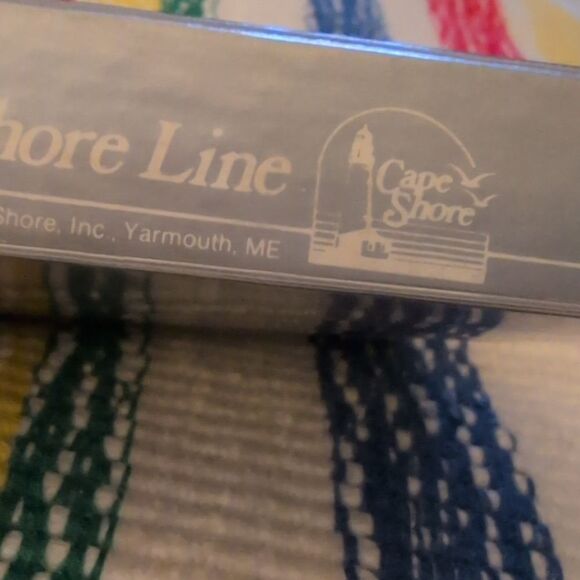 hore Line
Shore, Inc., Yarmouth, ME
Cape
Shore